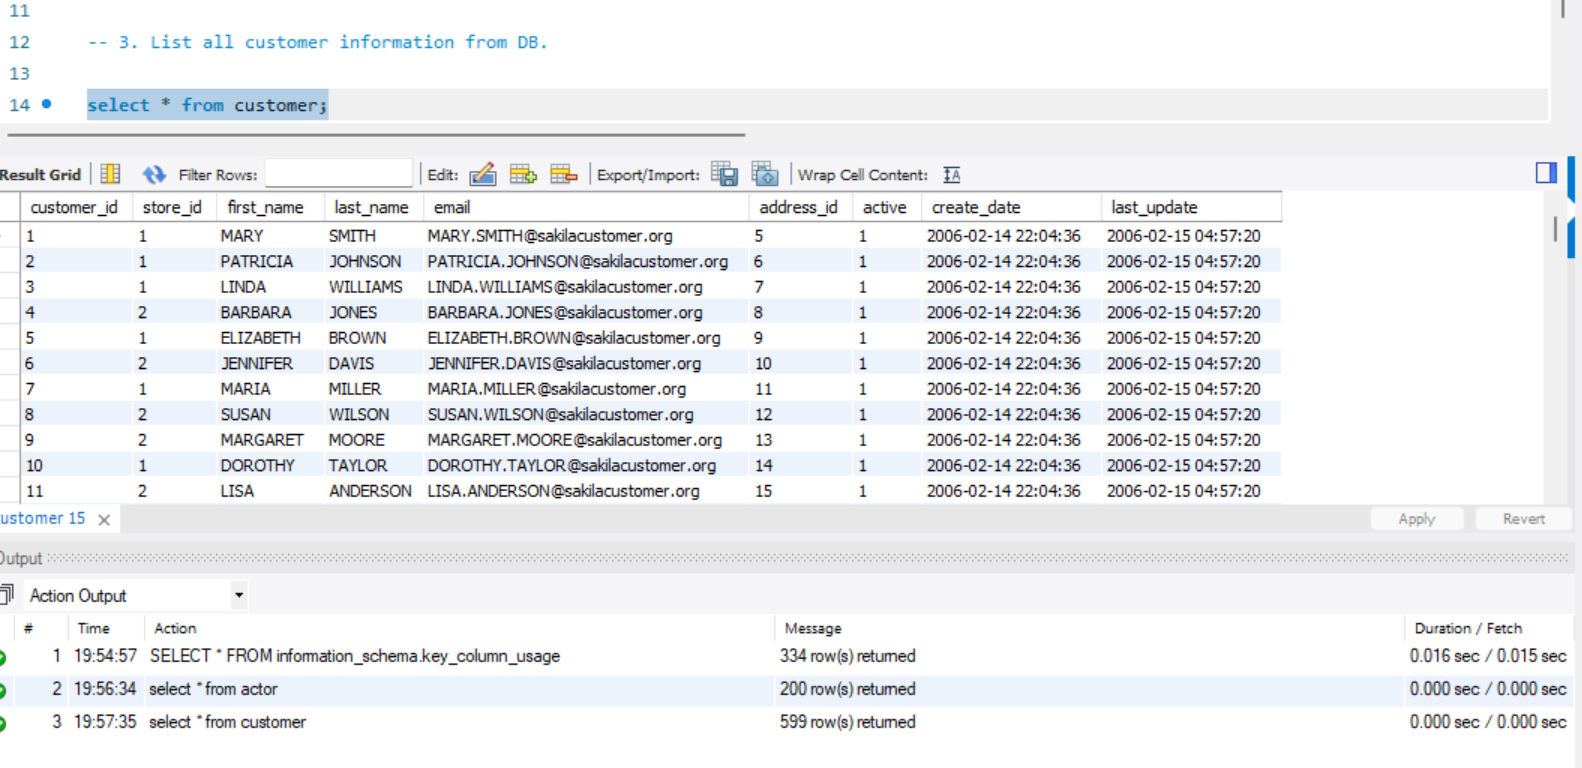 11
12 -- 3. List all customer information from DB.
13
14 select * from customer;
Result Grid Filter Rows: Edit: Export/Import: Wrap Cell Content: IA
customer_id store_id first_name last_name email address_id active create_date last_update
1 1 MARY SMITH MARY.SMITH@sakilacustomer.org 5 1 2006-02-14 22:04:36 2006-02-15 04:57:20
2 1 PATRICIA JOHNSON PATRICIA.JOHNSON@sakilacustomer.org 6 1 2006-02-14 22:04:36 2006-02-15 04:57:20
3 1 LINDA WILLIAMS LINDA.WILLIAMS@sakilacustomer.org 7 1 2006-02-14 22:04:36 2006-02-15 04:57:20
4 2 BARBARA JONES BARBARA.JONES@sakilacustomer.org 8 1 2006-02-14 22:04:36 2006-02-15 04:57:20
5 1 ELIZABETH BROWN ELIZABETH.BROWN@sakilacustomer.org 9 1 2006-02-14 22:04:36 2006-02-15 04:57:20
6 2 JENNIFER DAVIS JENNIFER.DAVIS@sakilacustomer.org 10 1 2006-02-14 22:04:36 2006-02-15 04:57:20
7 1 MARIA MILLER MARIA.MILLER@sakilacustomer.org 11 1 2006-02-14 22:04:36 2006-02-15 04:57:20
8 2 SUSAN WILSON SUSAN.WILSON@sakilacustomer.org 12 1 2006-02-14 22:04:36 2006-02-15 04:57:20
9 2 MARGARET MOORE MARGARET.MOORE@sakilacustomer.org 13 1 2006-02-14 22:04:36 2006-02-15 04:57:20
10 1 DOROTHY TAYLOR DOROTHY.TAYLOR@sakilacustomer.org 14 1 2006-02-14 22:04:36 2006-02-15 04:57:20
11 2 LISA ANDERSON LISA.ANDERSON@sakilacustomer.org 15 1 2006-02-14 22:04:36 2006-02-15 04:57:20
ustomer 15 Apply Revert
Output
Action Output
# Time Action Message Duration / Fetch
1 19:54:57 SELECT * FROM information_schema.key_column_usage 334 row(s) returned 0.016 sec / 0.015 sec
2 19:56:34 select * from actor 200 row(s) returned 0.000 sec / 0.000 sec
3 19:57:35 select * from customer 599 row(s) returned 0.000 sec / 0.000 sec